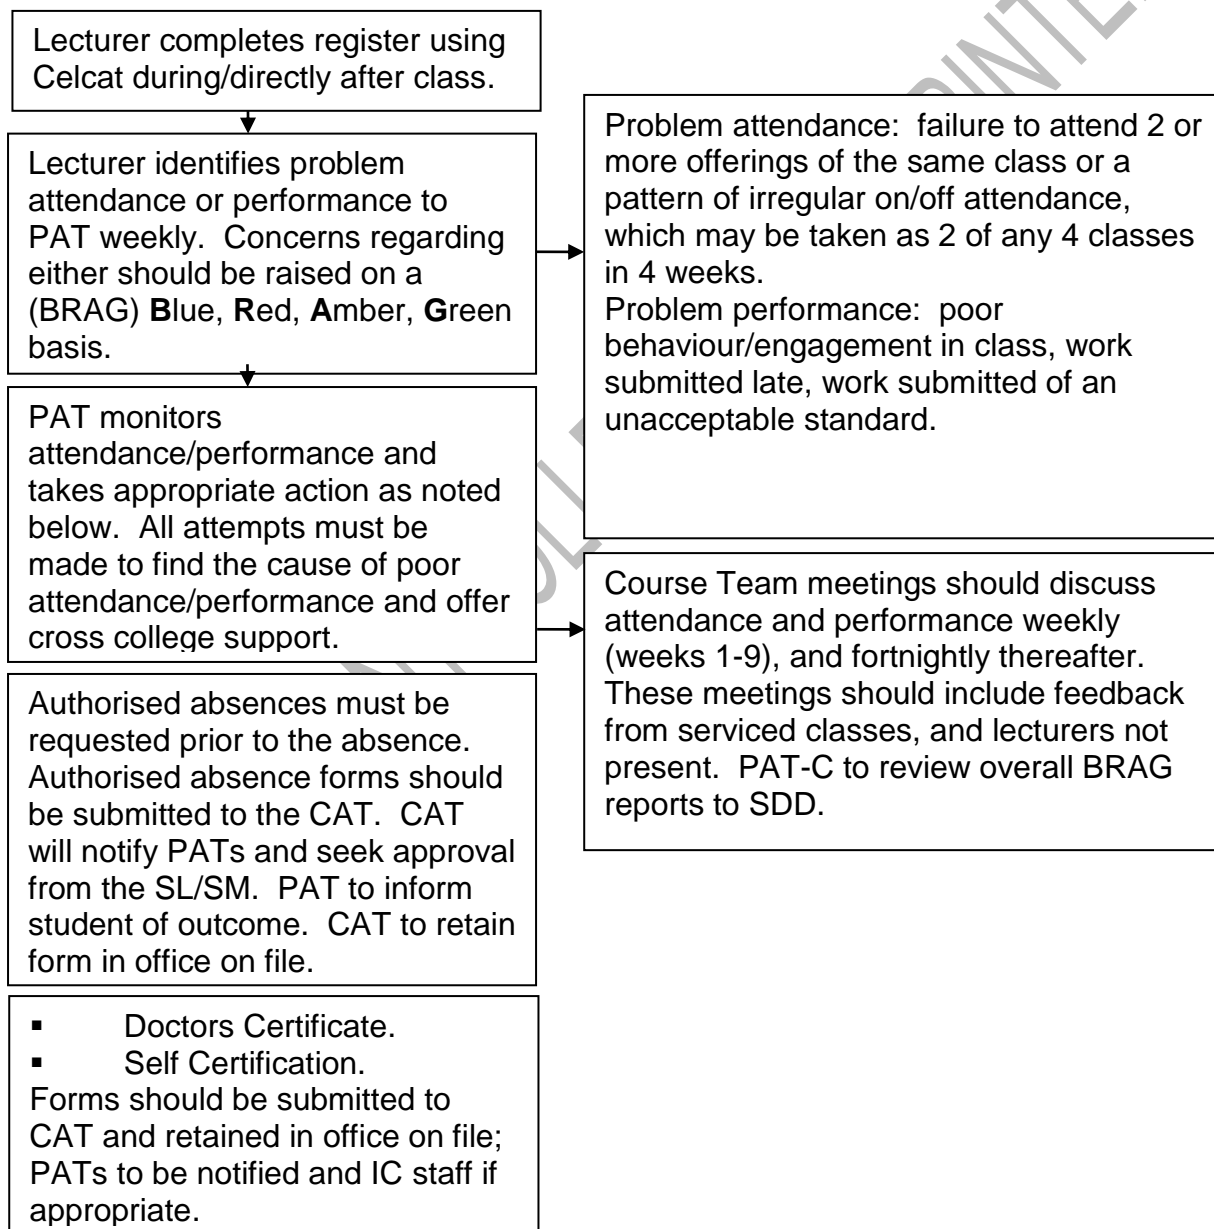 Lecturer completes register using
Celcat during/directly after class.
Lecturer identifies problem
attendance or performance to
PAT weekly.  Concerns regarding
either should be raised on a
(BRAG) Blue, Red, Amber, Green
basis.
Problem attendance:  failure to attend 2 or
more offerings of the same class or a
pattern of irregular on/off attendance,
which may be taken as 2 of any 4 classes
in 4 weeks.
Problem performance:  poor
behaviour/engagement in class, work
submitted late, work submitted of an
unacceptable standard.
PAT monitors
attendance/performance and
takes appropriate action as noted
below.  All attempts must be
made to find the cause of poor
attendance/performance and offer
cross college support.
Course Team meetings should discuss
attendance and performance weekly
(weeks 1-9), and fortnightly thereafter.
These meetings should include feedback
from serviced classes, and lecturers not
present.  PAT-C to review overall BRAG
reports to SDD.
Authorised absences must be
requested prior to the absence.
Authorised absence forms should
be submitted to the CAT.  CAT
will notify PATs and seek approval
from the SL/SM.  PAT to inform
student of outcome.  CAT to retain
form in office on file.
▪ Doctors Certificate.
▪ Self Certification.
Forms should be submitted to
CAT and retained in office on file;
PATs to be notified and IC staff if
appropriate.